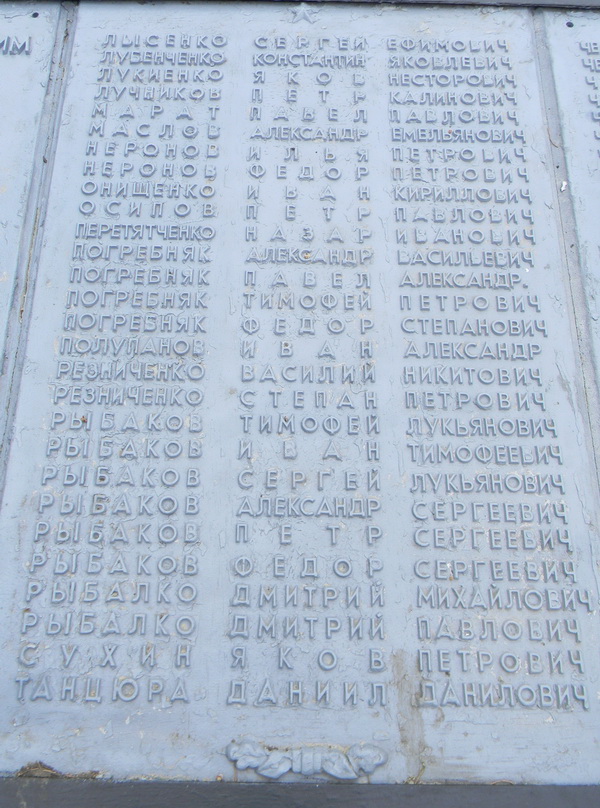 ЛЫСЕНКО СЕРГЕЙ ЕФИМОВИЧ
ЛУБЕНЧЕНКО КОНСТАНТИН ЯКОВЛЕВИЧ
ЛУКИЕНКО ЯКОВ НЕСТОРОВИЧ
ЛУЧНИКОВ ПЕТР КАЛИНОВИЧ
МАРАТ ПАВЕЛ ПАВЛОВИЧ
МАСЛОВ АЛЕКСАНДР ЕМЕЛЬЯНОВИЧ
НЕРОНОВ ИЛЬЯ ПЕТРОВИЧ
НЕРОНОВ ФЕДОР ПЕТРОВИЧ
ОНИЩЕНКО ИВАН КИРИЛЛОВИЧ
ОСИПОВ ПЕТР ПАВЛОВИЧ
ПЕРЕТЯТЧЕНКО НАЗАР ИВАНОВИЧ
ПОГРЕБНЯК АЛЕКСАНДР ВАСИЛЬЕВИЧ
ПОГРЕБНЯК ПАВЕЛ АЛЕКСАНДР.
ПОГРЕБНЯК ТИМОФЕЙ ПЕТРОВИЧ
ПОГРЕБНЯК ФЕДОР СТЕПАНОВИЧ
ПОЛУПАНОВ ИВАН АЛЕКСАНДР
РЕЗНИЧЕНКО ВАСИЛИЙ НИКИТОВИЧ
РЕЗНИЧЕНКО СТЕПАН ПЕТРОВИЧ
РЫБАКОВ ТИМОФЕЙ ЛУКЬЯНОВИЧ
РЫБАКОВ ИВАН ТИМОФЕЕВИЧ
РЫБАКОВ СЕРГЕЙ ЛУКЬЯНОВИЧ
РЫБАКОВ АЛЕКСАНДР СЕРГЕЕВИЧ
РЫБАКОВ ПЕТР СЕРГЕЕВИЧ
РЫБАКОВ ФЕДОР СЕРГЕЕВИЧ
РЫБАЛКО ДМИТРИЙ МИХАЙЛОВИЧ
РЫБАЛКО ДМИТРИЙ ПАВЛОВИЧ
СУХИН ЯКОВ ПЕТРОВИЧ
ТАНЦЮРА ДАНИИЛ ДАНИЛОВИЧ